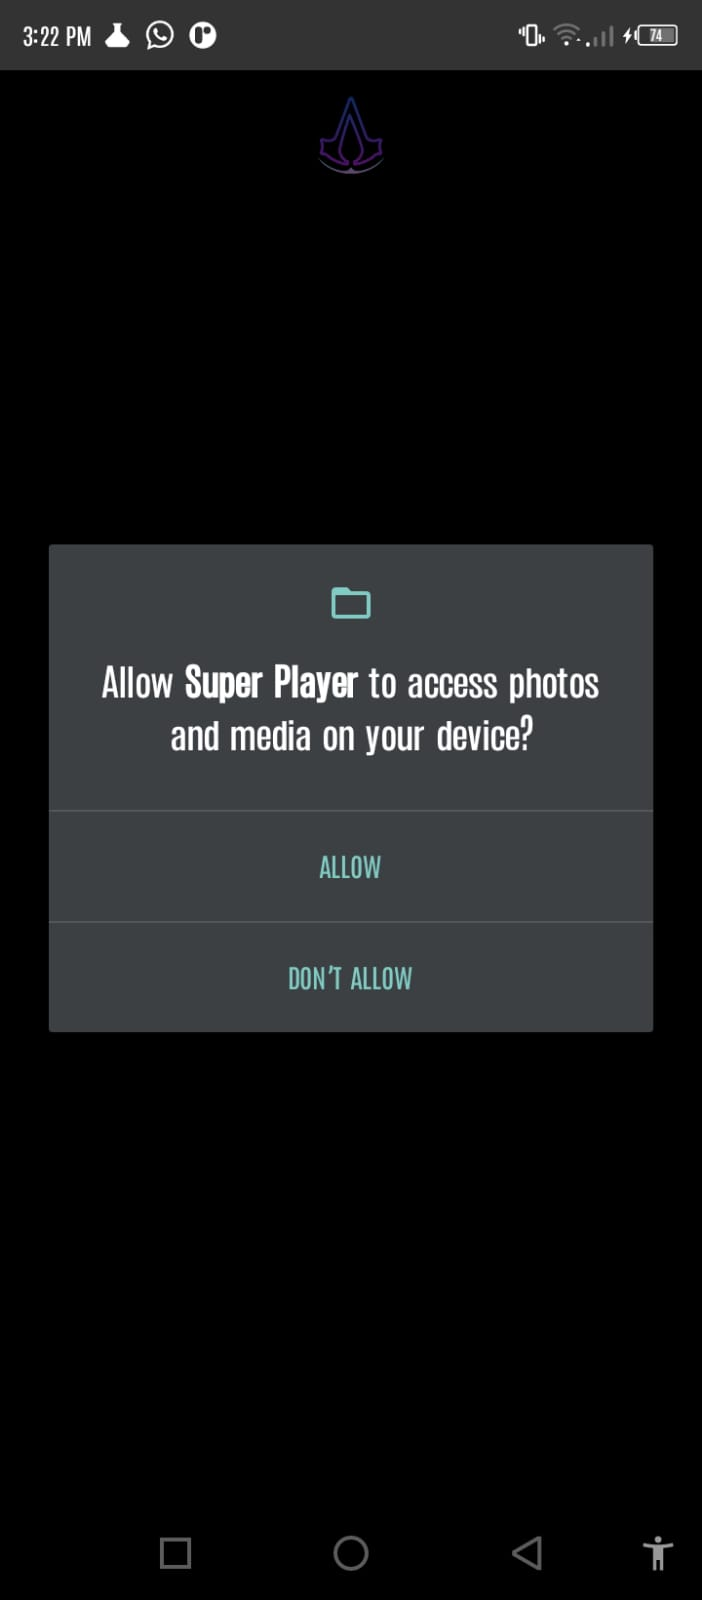 3:22 PM
74
Allow Super Player to access photos
and media on your device?
ALLOW
DON'T ALLOW